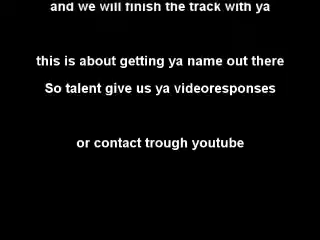 and we will finish the track with ya
this is about getting ya name out there
So talent give us ya videoresponses
or contact trough youtube